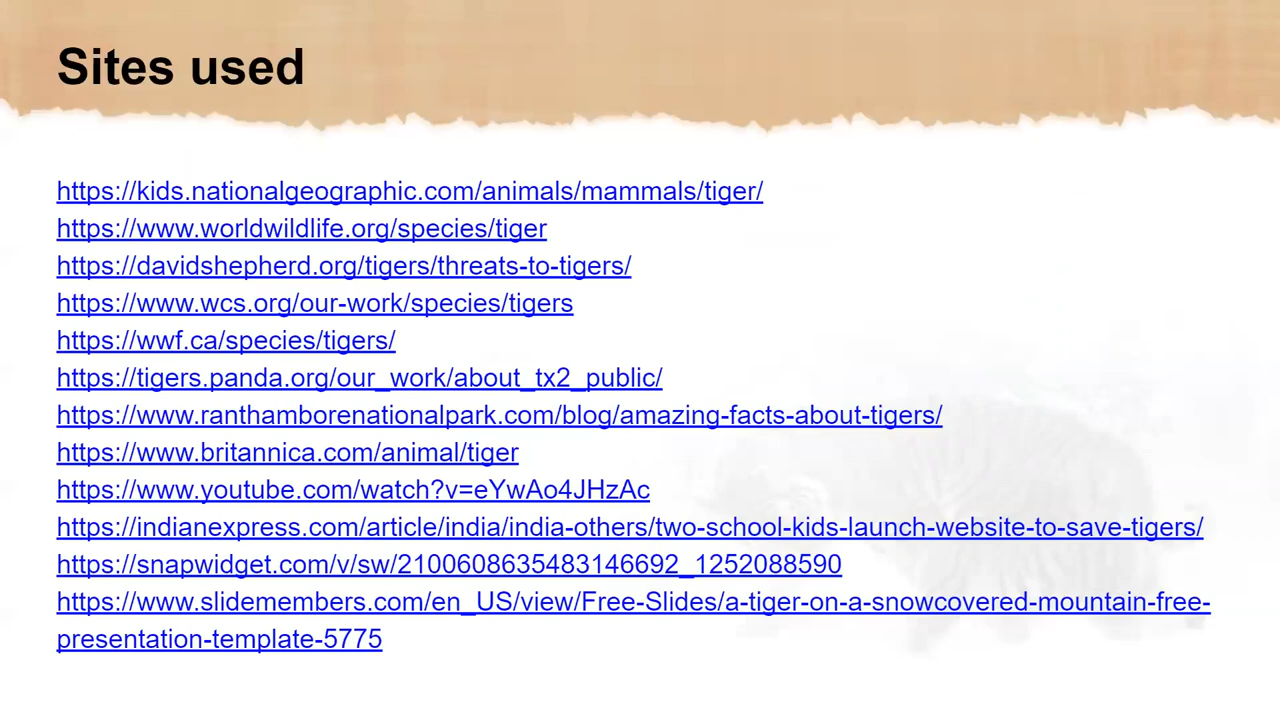 Sites used
https://kids.nationalgeographic.com/animals/mammals/tiger/
https://www.worldwildlife.org/species/tiger
https://davidshepherd.org/tigers/threats-to-tigers/
https://www.wcs.org/our-work/species/tigers
https://wwf.ca/species/tigers/
https://tigers.panda.org/our_work/about_tx2_public/
https://www.ranthamborenationalpark.com/blog/amazing-facts-about-tigers/
https://www.britannica.com/animal/tiger
https://www.youtube.com/watch?v=eYwAo4JHzAc
https://indianexpress.com/article/india/india-others/two-school-kids-launch-website-to-save-tigers/
https://snapwidget.com/v/sw/2100608635483146692_1252088590
https://www.slidemembers.com/en_US/view/Free-Slides/a-tiger-on-a-snowcovered-mountain-free-
presentation-template-5775